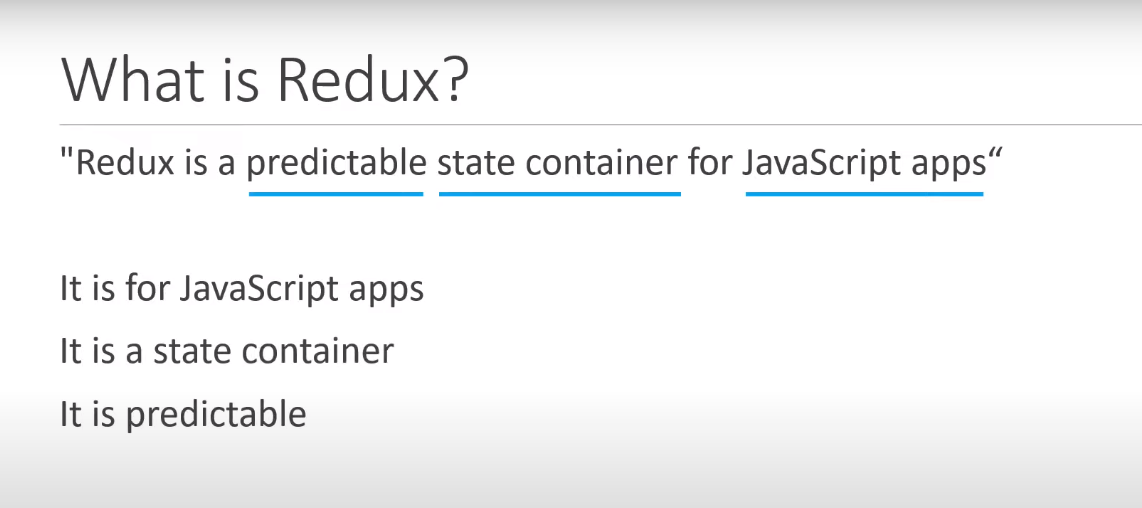 What is Redux?
"Redux is a predictable state container for JavaScript apps“
It is for JavaScript apps
It is a state container
It is predictable